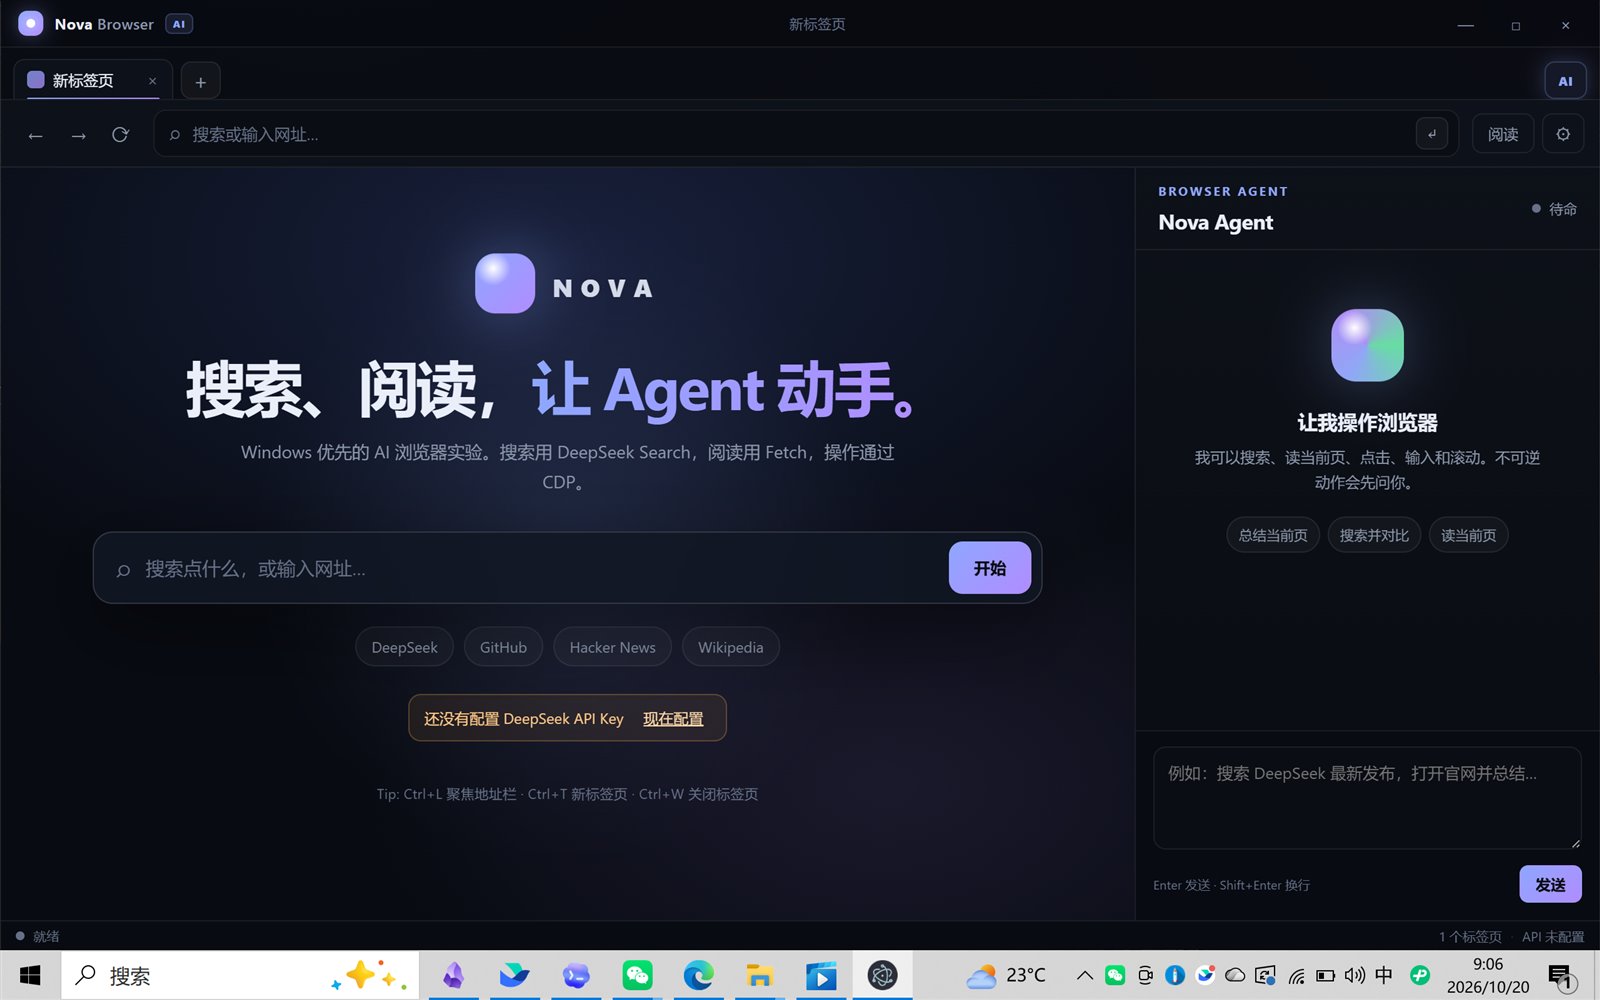 Nova Browser AI
新标签页
新标签页
AI
搜索或输入网址...
阅读
BROWSER AGENT
Nova Agent
待命
NOVA
搜索、阅读，让 Agent 动手。
Windows 优先的 AI 浏览器实验。搜索用 DeepSeek Search，阅读用 Fetch，操作通过
CDP。
搜索点什么，或输入网址...
开始
DeepSeek
GitHub
Hacker News
Wikipedia
还没有配置 DeepSeek API Key 现在配置
Tip: Ctrl+L 聚焦地址栏 · Ctrl+T 新标签页 · Ctrl+W 关闭标签页
让我操作浏览器
我可以搜索、读当前页、点击、输入和滚动。不可逆
动作会先问你。
总结当前页
搜索并对比
读当前页
例如：搜索 DeepSeek 最新发布，打开官网并总结...
Enter 发送 · Shift+Enter 换行
发送
就绪
1 个标签页 · API 未配置
搜索
23°C
中
9:06
2026/10/20
1